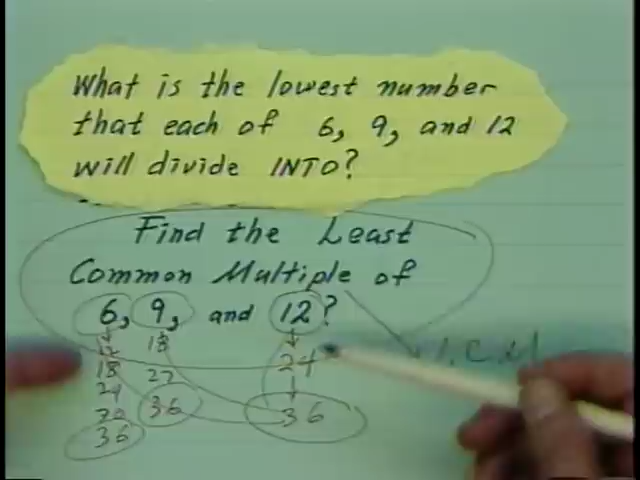 What is the lowest number
that each of 6, 9, and 12
will divide INTO?
Find the Least
Common Multiple of
6, 9, and 12?
12 18 24
18 27 36
24 36
30
36
L.C.M